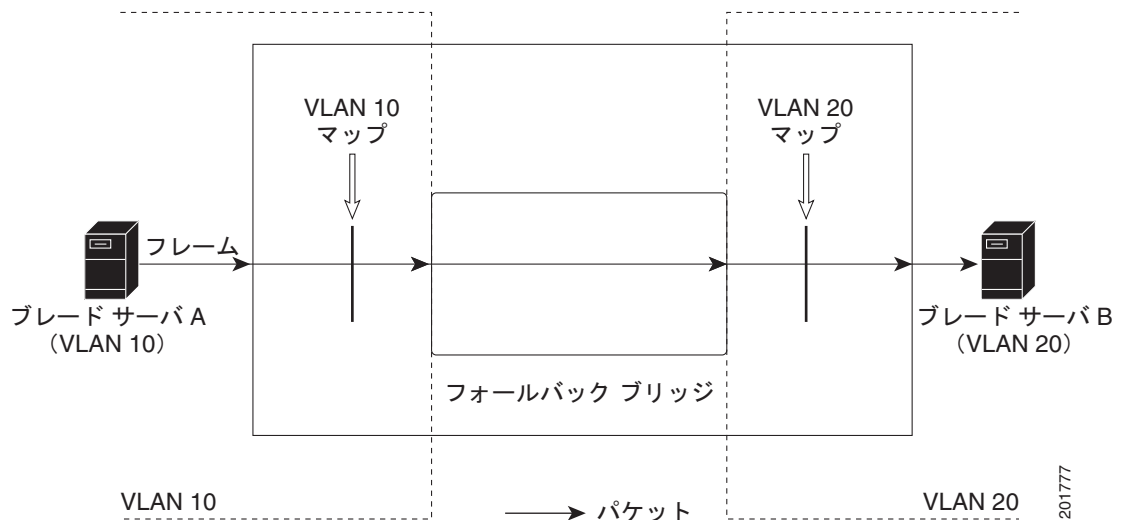 VLAN 10
マップ
VLAN 20
マップ
フレーム
ブレード サーバ A
（VLAN 10）
ブレード サーバ B
（VLAN 20）
フォールバック ブリッジ
VLAN 10
パケット
VLAN 20
201777